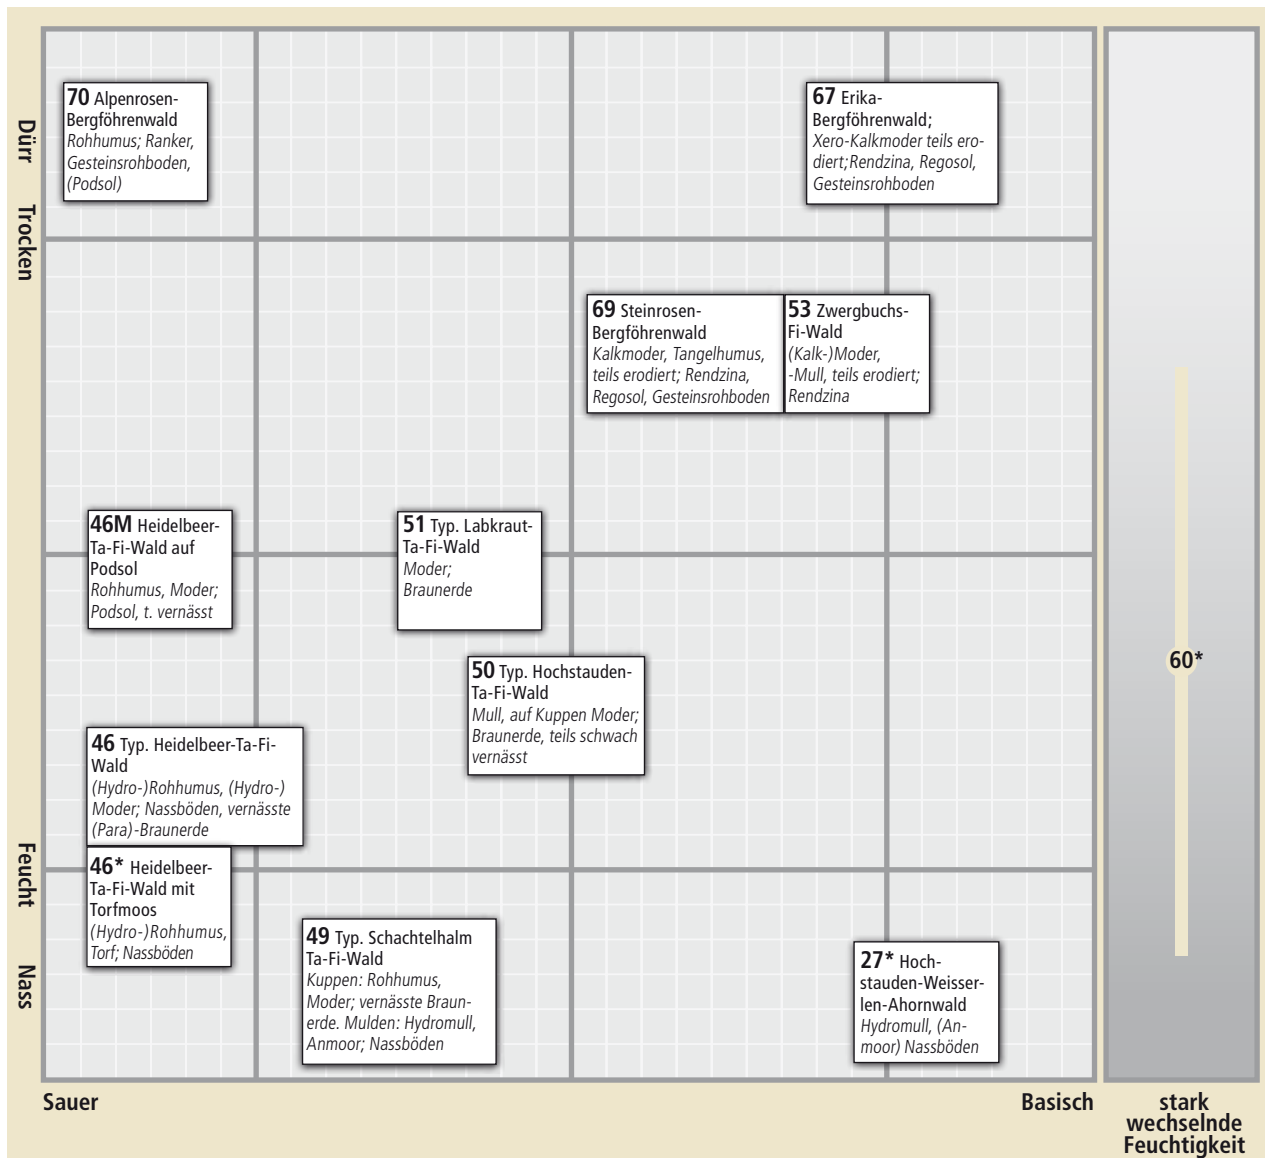 Dürr
Trocken
Feucht
Nass
70 Alpenrosen-
Bergföhrenwald
Rohhumus; Ranker,
Gesteinsrohboden,
(Podsol)
67 Erika-
Bergföhrenwald;
Xero-Kalkmoder teils ero-
diert;Rendzina, Regosol,
Gesteinsrohboden
69 Steinrosen-
Bergföhrenwald
Kalkmoder, Tangelhumus,
teils erodiert; Rendzina,
Regosol, Gesteinsrohboden
53 Zwergbuchs-
Fi-Wald
(Kalk-)Moder,
-Mull, teils erodiert;
Rendzina
46M Heidelbeer-
Ta-Fi-Wald auf
Podsol
Rohhumus, Moder;
Podsol, t. vernässt
51 Typ. Labkraut-
Ta-Fi-Wald
Moder;
Braunerde
50 Typ. Hochstauden-
Ta-Fi-Wald
Mull, auf Kuppen Moder;
Braunerde, teils schwach
vernässt
46 Typ. Heidelbeer-Ta-Fi-
Wald
(Hydro-)Rohhumus, (Hydro-)
Moder; Nassböden, vernässte
(Para)-Braunerde
46* Heidelbeer-
Ta-Fi-Wald mit
Torfmoos
(Hydro-)Rohhumus,
Torf; Nassböden
49 Typ. Schachtelhalm
Ta-Fi-Wald
Kuppen: Rohhumus,
Moder; vernässte Braun-
erde. Mulden: Hydromull,
Anmoor; Nassböden
27* Hoch-
stauden-Weisser-
len-Ahornwald
Hydromull, (An-
moor) Nassböden
60*
Sauer
Basisch
stark
wechselnde
Feuchtigkeit